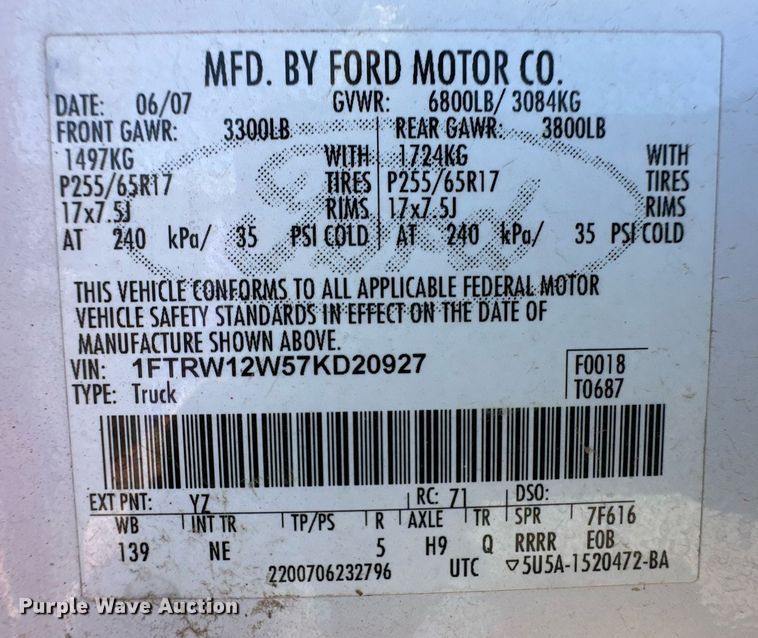 MFD. BY FORD MOTOR CO.
DATE: 06/07 GVWR: 6800LB/ 3084KG
FRONT GAWR: 3300LB REAR GAWR: 3800LB
1497KG WITH 1724KG WITH
P255/65R17 TIRES P255/65R17 TIRES
17x7.5J RIMS 17x7.5J RIMS
AT 240 kPa/ 35 PSI COLD AT 240 kPa/ 35 PSI COLD
Ford
THIS VEHICLE CONFORMS TO ALL APPLICABLE FEDERAL MOTOR
VEHICLE SAFETY STANDARDS IN EFFECT ON THE DATE OF
MANUFACTURE SHOWN ABOVE.
VIN: 1FTRW12W57KD20927 F0018
TYPE: Truck T0687
EXT PNT: YZ RC: 71 DSO:
WB INT TR TP/PS R AXLE TR SPR 7F616
139 NE 5 H9 Q RRRR EOB
2200706232796 UTC ▽5U5A-1520472-BA
Purple Wave Auction